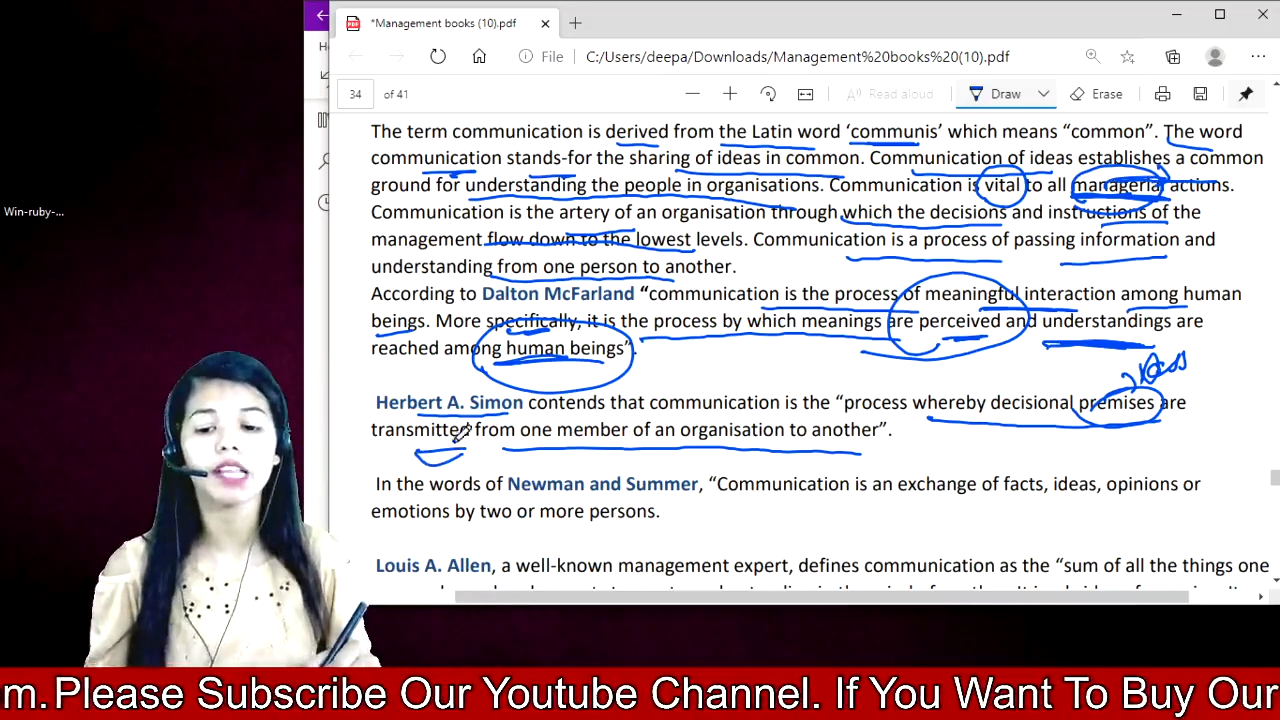 *Management books (10).pdf
File C:/Users/deepa/Downloads/Management%20books%20(10).pdf
34 of 41
Read aloud
Draw
Erase
The term communication is derived from the Latin word ‘communis’ which means “common”. The word
communication stands-for the sharing of ideas in common. Communication of ideas establishes a common
ground for understanding the people in organisations. Communication is vital to all managerial actions.
Communication is the artery of an organisation through which the decisions and instructions of the
management flow down to the lowest levels. Communication is a process of passing information and
understanding from one person to another.
According to Dalton McFarland “communication is the process of meaningful interaction among human
beings. More specifically, it is the process by which meanings are perceived and understandings are
reached among human beings”.
Herbert A. Simon contends that communication is the “process whereby decisional premises are
transmitted from one member of an organisation to another”.
In the words of Newman and Summer, “Communication is an exchange of facts, ideas, opinions or
emotions by two or more persons.
Louis A. Allen, a well-known management expert, defines communication as the “sum of all the things one
Win-ruby-...
m.Please Subscribe Our Youtube Channel. If You Want To Buy Our